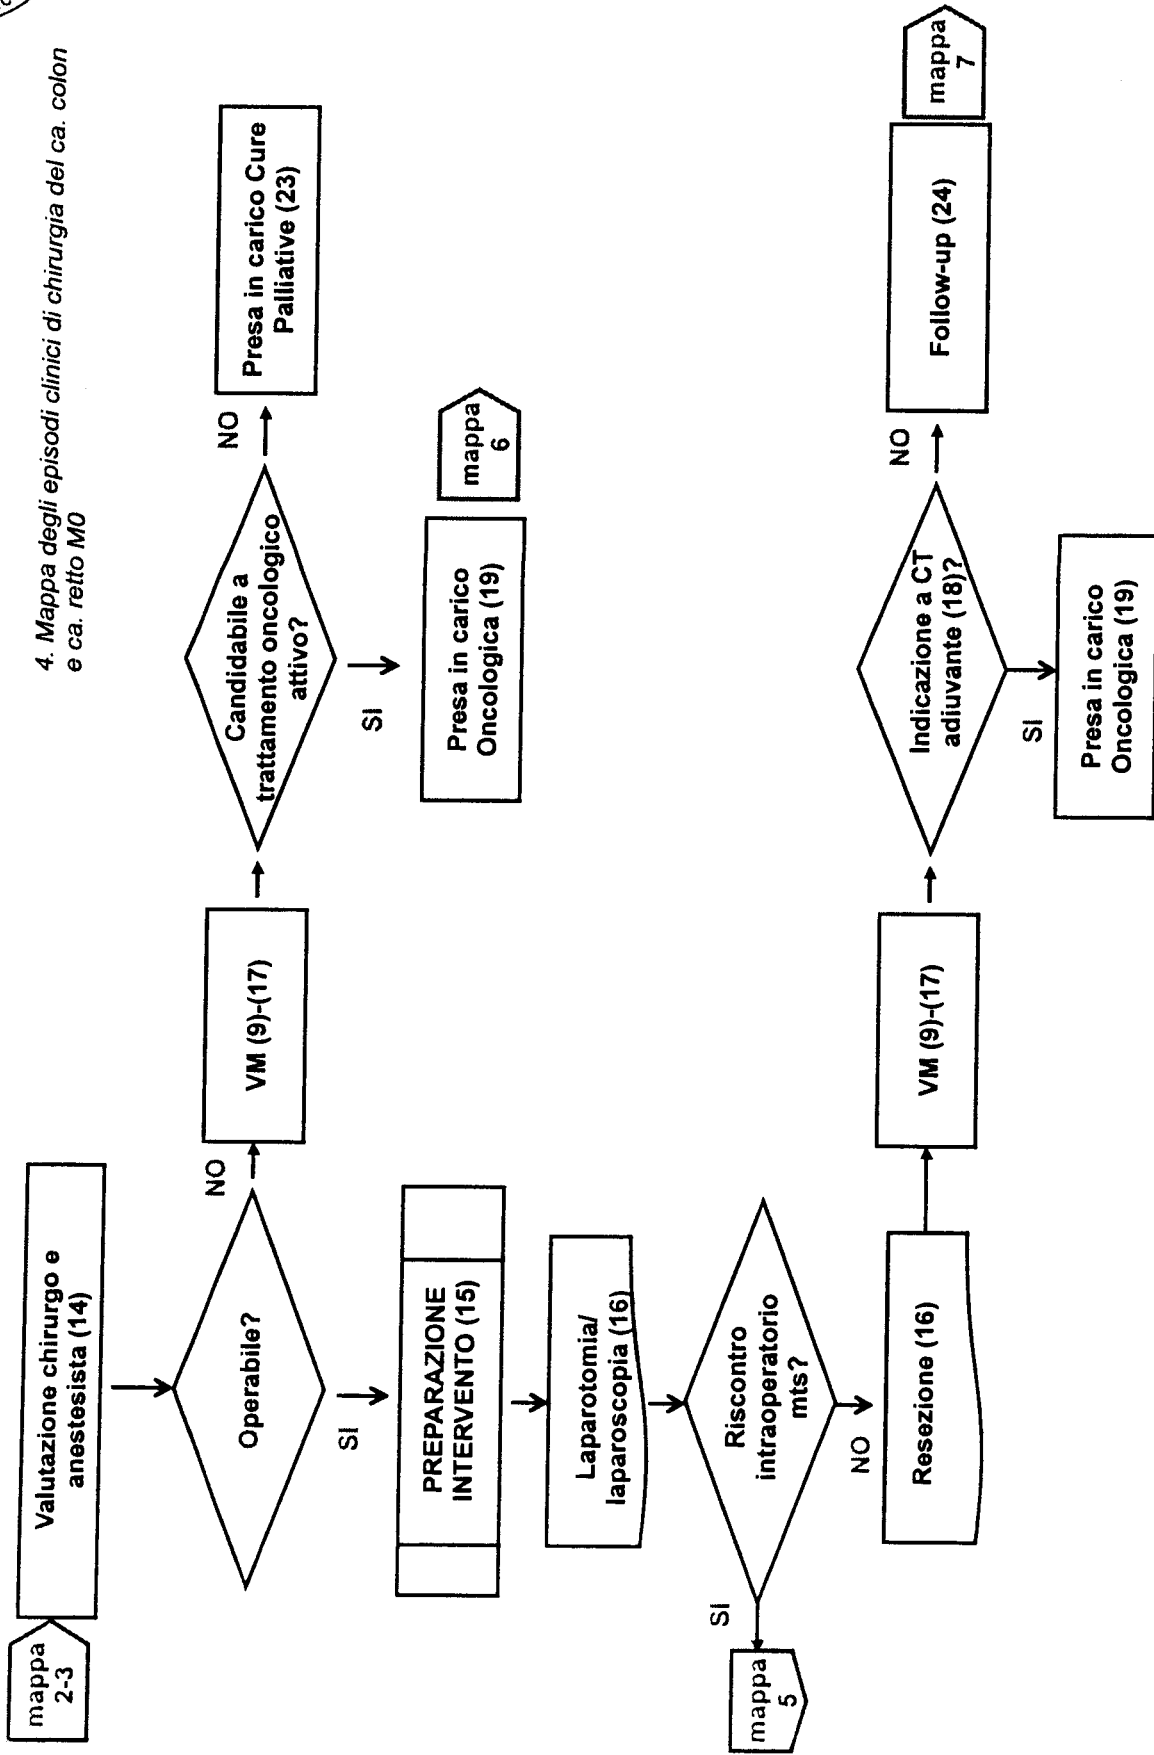 4. Mappa degli episodi clinici di chirurgia del ca. colon
e ca. retto M0
mappa
2-3
Valutazione chirurgo e
anestesista (14)
Operabile?
NO
VM (9)-(17)
Candidabile a
trattamento oncologico
attivo?
NO
Presa in carico Cure
Palliative (23)
SI
Presa in carico
Oncologica (19)
mappa
6
SI
PREPARAZIONE
INTERVENTO (15)
Laparotomia/
laparoscopia (16)
Riscontro
intraoperatorio
mts?
SI
mappa
5
NO
Resezione (16)
VM (9)-(17)
Indicazione a CT
adiuvante (18)?
NO
Follow-up (24)
mappa
7
SI
Presa in carico
Oncologica (19)